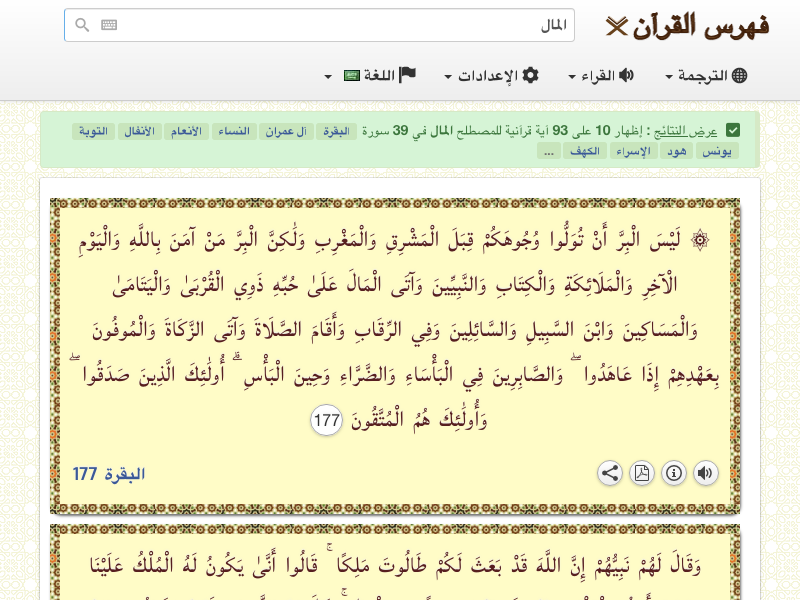 فهرس القرآن
المال
الترجمة
القراء
الإعدادات
اللغة
عرض النتائج : إظهار 10 على 93 آية قرآنية للمصطلح المال في 39 سورة البقرة آل عمران النساء الأنعام الأنفال التوبة
يونس هود الإسراء الكهف ...
۞ لَيْسَ الْبِرَّ أَنْ تُوَلُّوا وُجُوهَكُمْ قِبَلَ الْمَشْرِقِ وَالْمَغْرِبِ وَلَٰكِنَّ الْبِرَّ مَنْ آمَنَ بِاللَّهِ وَالْيَوْمِ
الْآخِرِ وَالْمَلَائِكَةِ وَالْكِتَابِ وَالنَّبِيِّينَ وَآتَى الْمَالَ عَلَىٰ حُبِّهِ ذَوِي الْقُرْبَىٰ وَالْيَتَامَىٰ
وَالْمَسَاكِينَ وَابْنَ السَّبِيلِ وَالسَّائِلِينَ وَفِي الرِّقَابِ وَأَقَامَ الصَّلَاةَ وَآتَى الزَّكَاةَ وَالْمُوفُونَ
بِعَهْدِهِمْ إِذَا عَاهَدُوا ۖ وَالصَّابِرِينَ فِي الْبَأْسَاءِ وَالضَّرَّاءِ وَحِينَ الْبَأْسِ ۗ أُولَٰئِكَ الَّذِينَ صَدَقُوا ۖ
وَأُولَٰئِكَ هُمُ الْمُتَّقُونَ 177
البقرة 177
وَقَالَ لَهُمْ نَبِيُّهُمْ إِنَّ اللَّهَ قَدْ بَعَثَ لَكُمْ طَالُوتَ مَلِكًا ۚ قَالُوا أَنَّىٰ يَكُونُ لَهُ الْمُلْكُ عَلَيْنَا